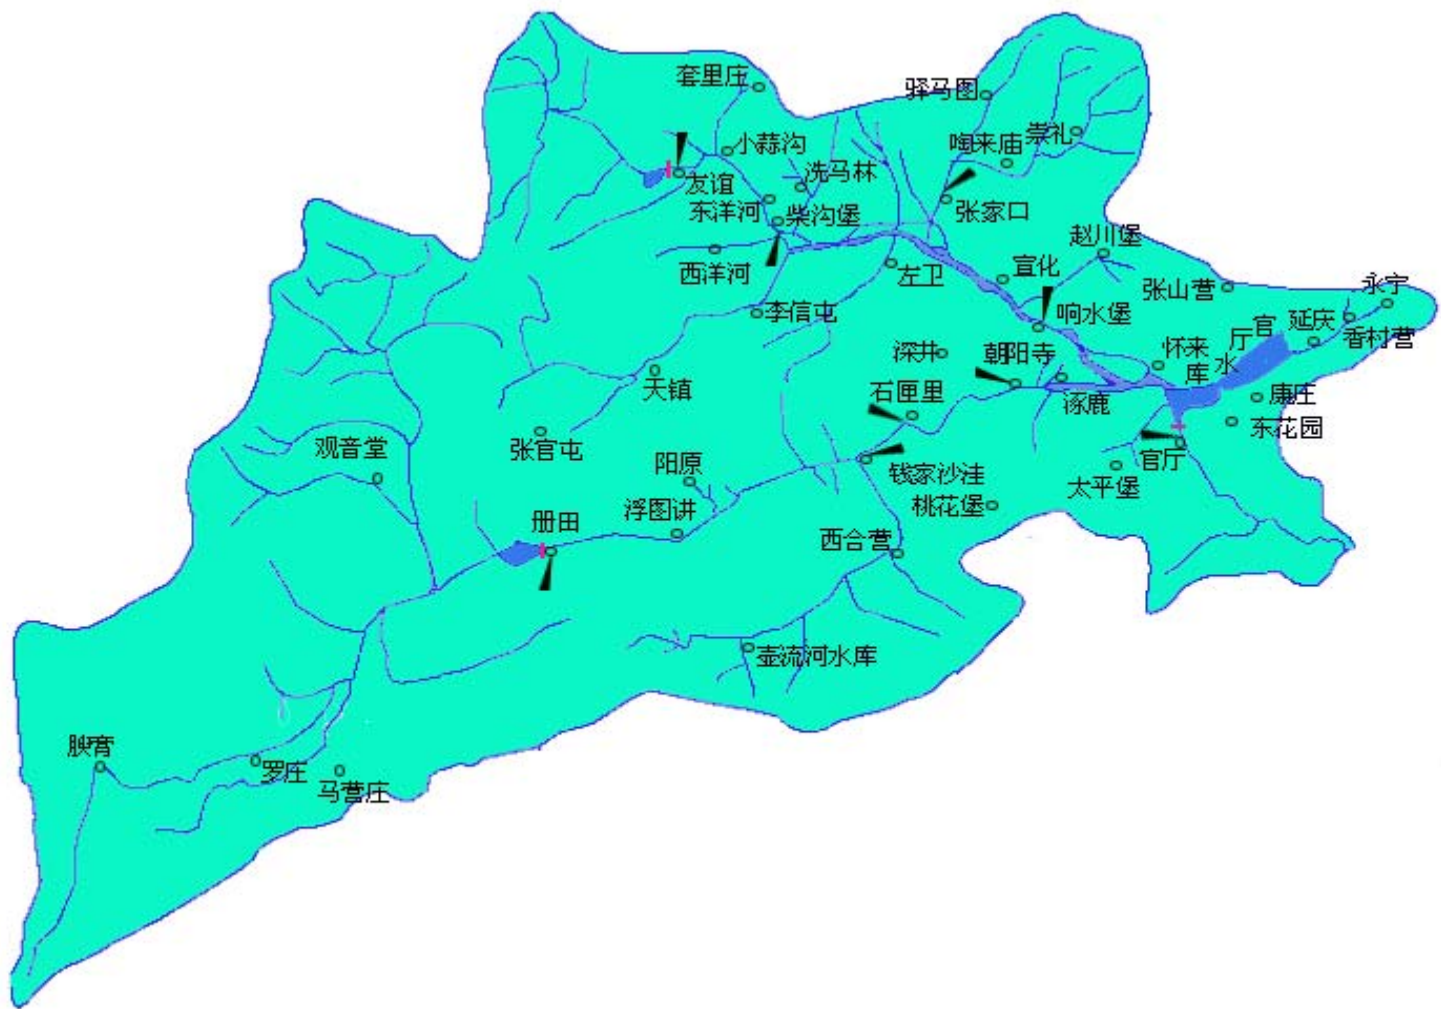 套里庄
驿马图
小蒜沟
陶来庙
崇礼
洗马林
友谊
东洋河
柴沟堡
张家口
赵川堡
西洋河
左卫
宣化
张山营
永宁
李信屯
响水堡
官
厅
水
库
延庆
香村营
深井
朝阳寺
怀来
天镇
石匣里
涿鹿
康庄
东花园
观音堂
张官屯
阳原
钱家沙洼
官厅
太平堡
浮图讲
桃花堡
册田
西合营
壶流河水库
罗庄
马营庄